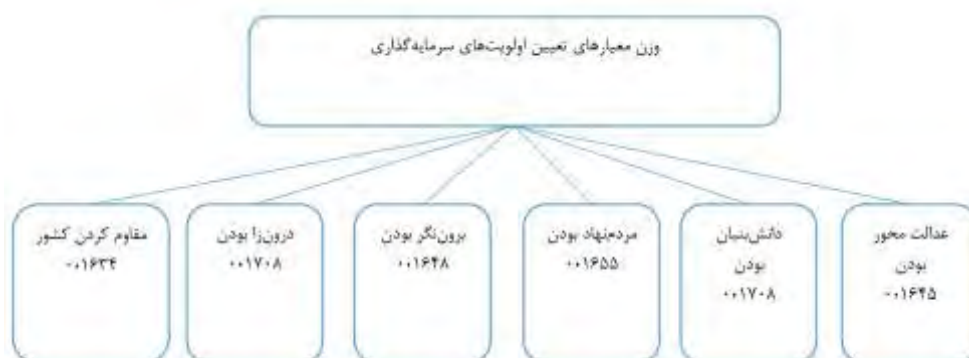 وزن معیارهای تعیین اولویت‌های سرمایه‌گذاری
عدالت محور
بودن
۰.۱۶۴۵
دانش‌بنیان
بودن
۰.۱۷۰۸
مردم‌نهاد بودن
۰.۱۶۵۵
برون‌نگر بودن
۰.۱۶۴۸
درون‌زا بودن
۰.۱۷۰۸
مقاوم کردن کشور
۰.۱۶۳۴